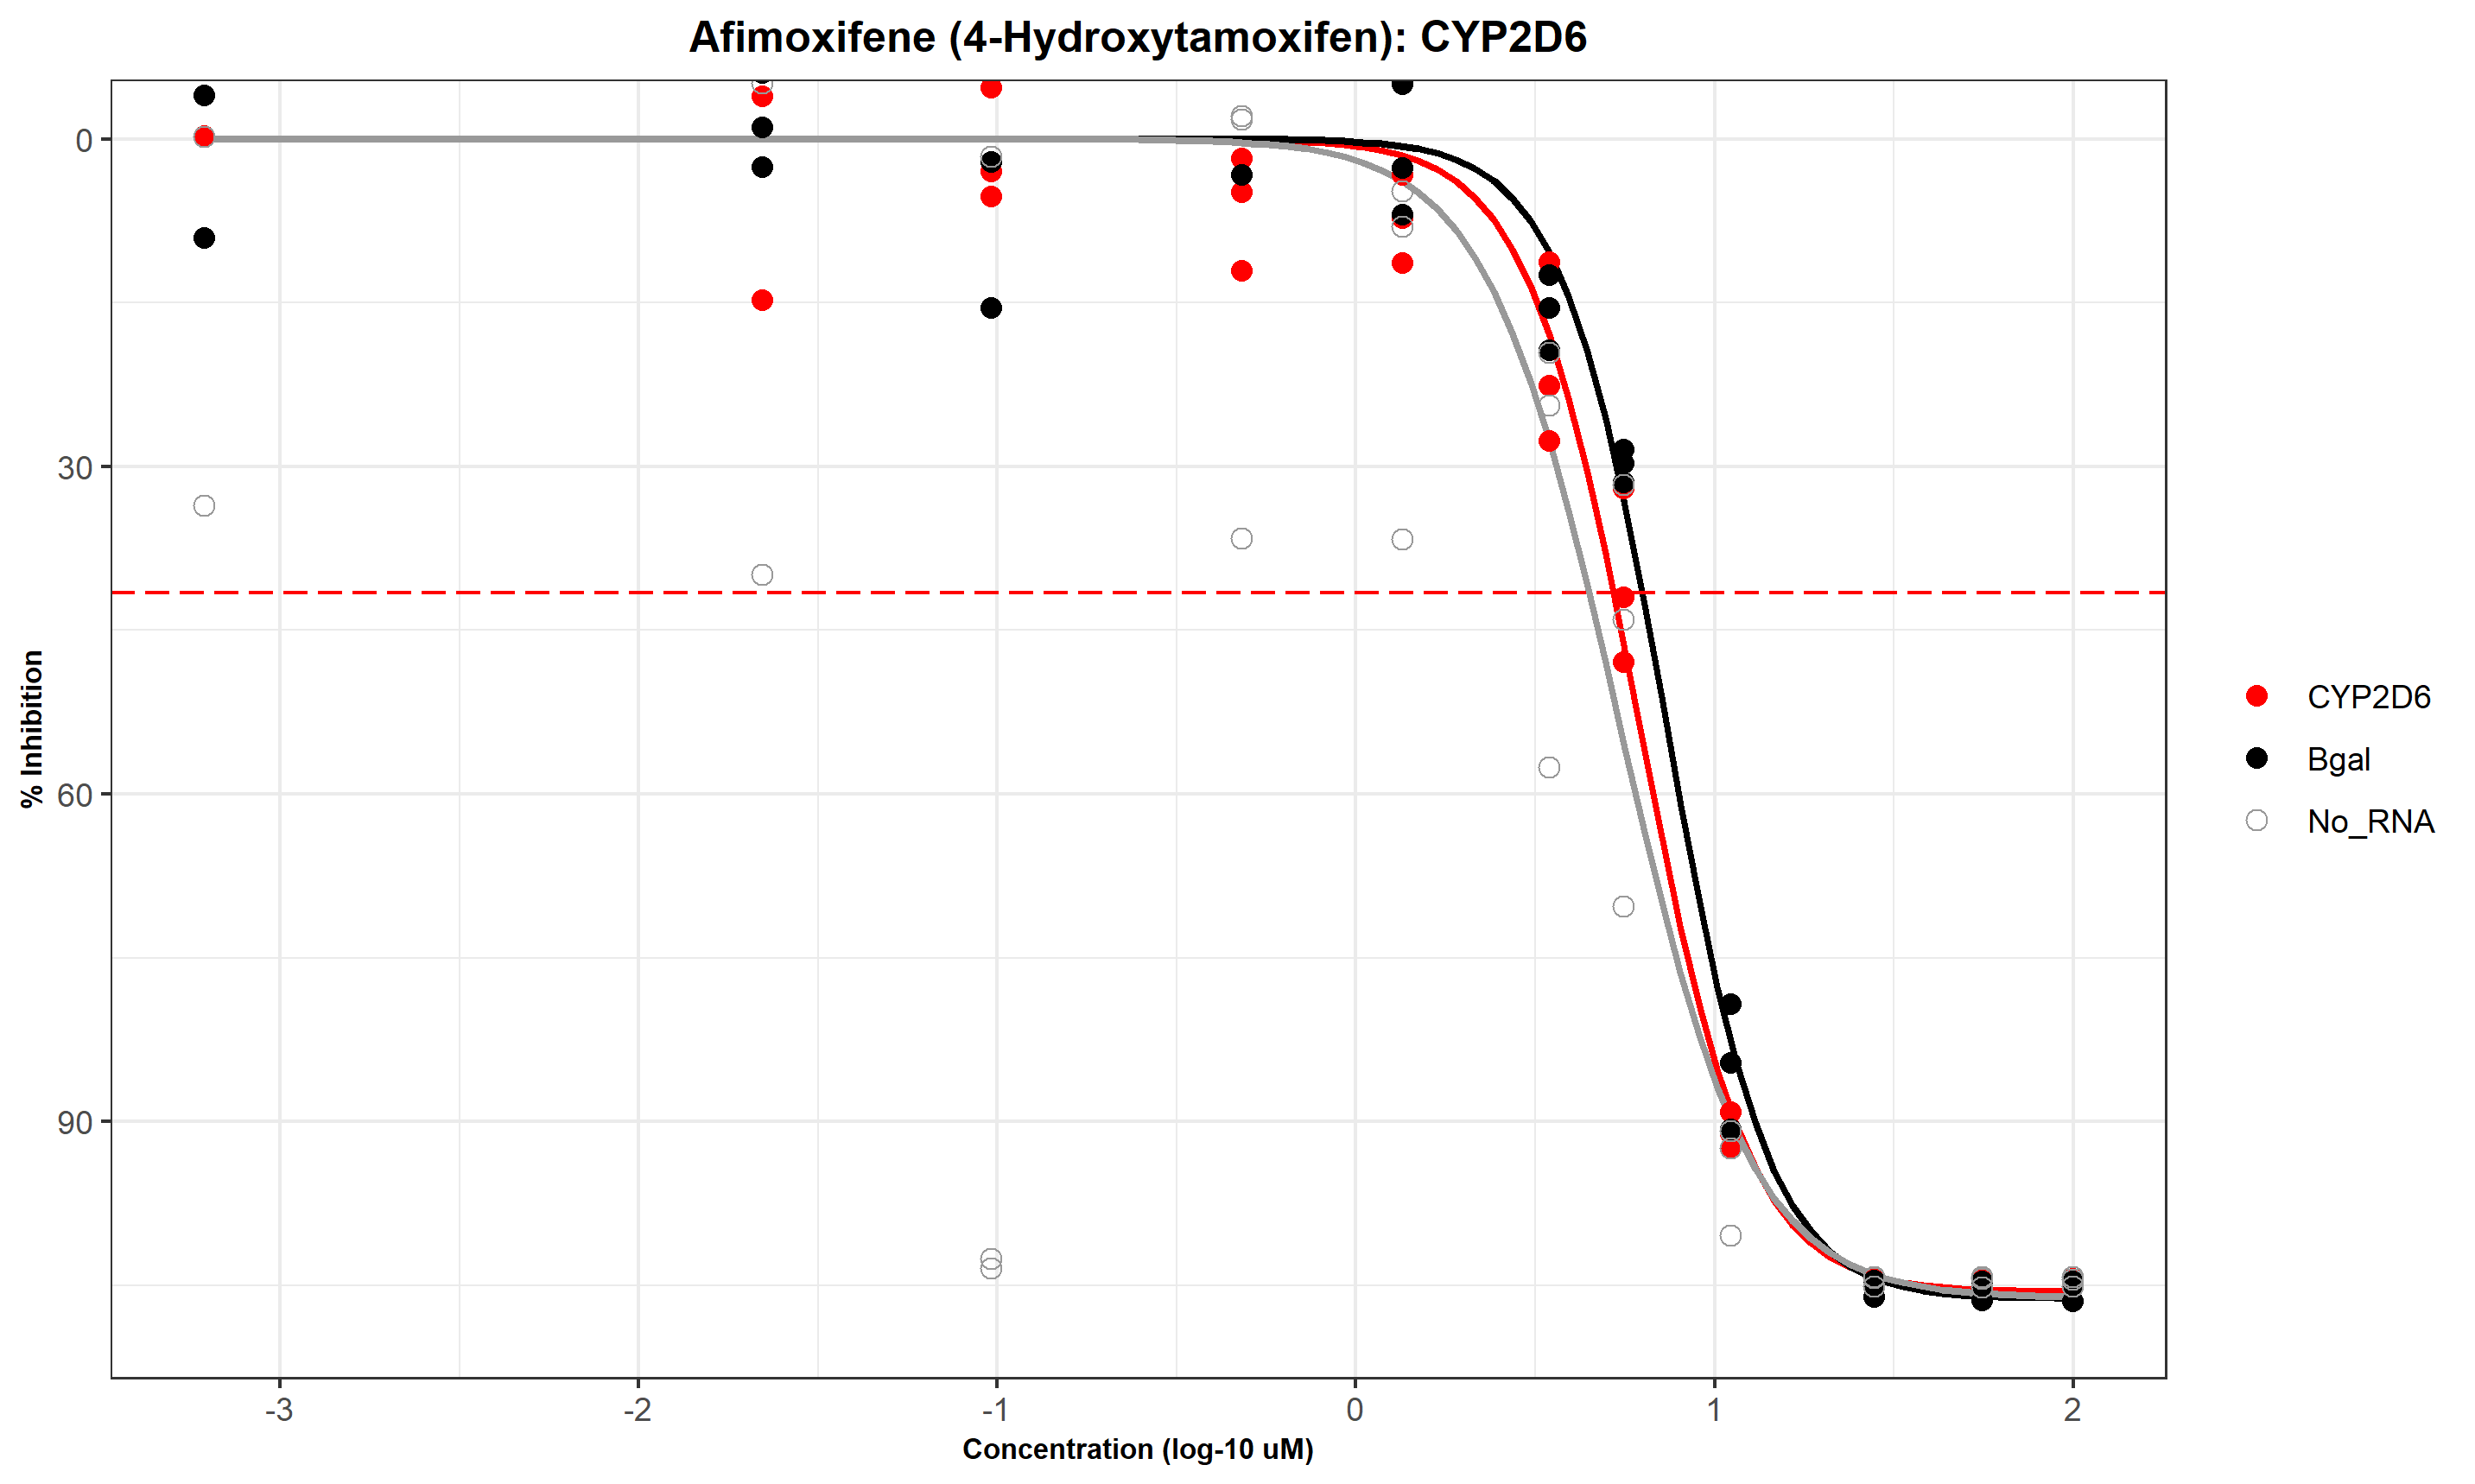 Afimoxifene (4-Hydroxytamoxifen): CYP2D6
% Inhibition
0
30
60
90
-3
-2
-1
0
1
2
Concentration (log-10 uM)
CYP2D6
Bgal
No_RNA